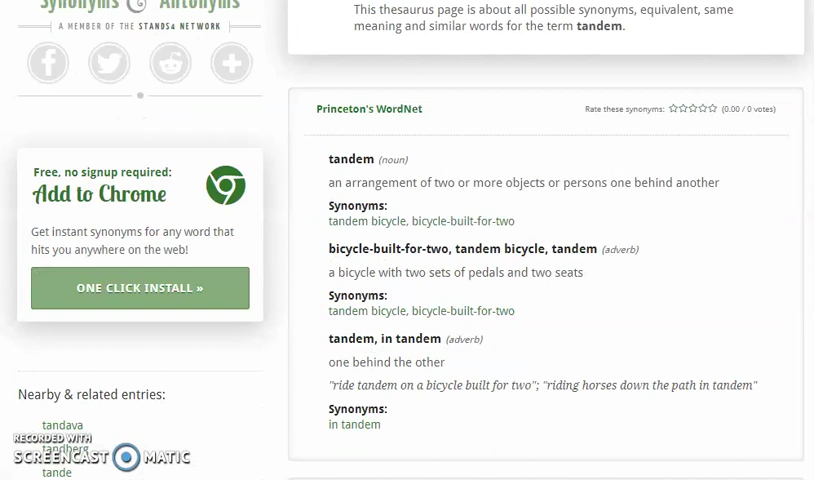 Synonyms & Antonyms
A MEMBER OF THE STANDS4 NETWORK
This thesaurus page is about all possible synonyms, equivalent, same
meaning and similar words for the term tandem.
Free, no signup required:
Add to Chrome
Get instant synonyms for any word that
hits you anywhere on the web!
ONE CLICK INSTALL »
Nearby & related entries:
tandava
tandberg
tande
Princeton's WordNet
Rate these synonyms: (0.00 / 0 votes)
tandem (noun)
an arrangement of two or more objects or persons one behind another
Synonyms:
tandem bicycle, bicycle-built-for-two
bicycle-built-for-two, tandem bicycle, tandem (adverb)
a bicycle with two sets of pedals and two seats
Synonyms:
tandem bicycle, bicycle-built-for-two
tandem, in tandem (adverb)
one behind the other
"ride tandem on a bicycle built for two"; "riding horses down the path in tandem"
Synonyms:
in tandem
RECORDED WITH
SCREENCAST MATIC